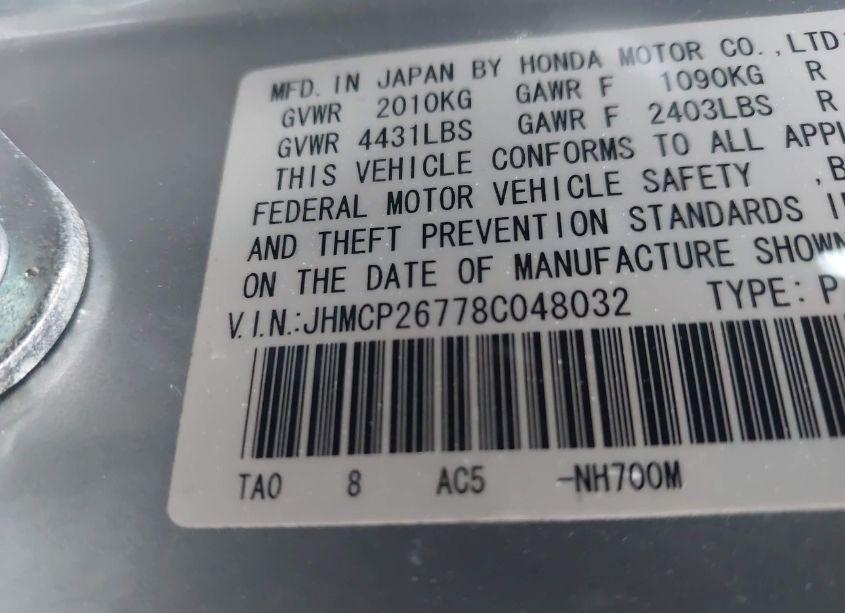 MFD. IN JAPAN BY HONDA MOTOR CO., LTD
GVWR 2010KG GAWR F 1090KG R
GVWR 4431LBS GAWR F 2403LBS R
THIS VEHICLE CONFORMS TO ALL APPL
FEDERAL MOTOR VEHICLE SAFETY , B
AND THEFT PREVENTION STANDARDS I
ON THE DATE OF MANUFACTURE SHOWN
V.I.N.:JHMCP26778C048032 TYPE: P
TA0 8 AC5 -NH700M